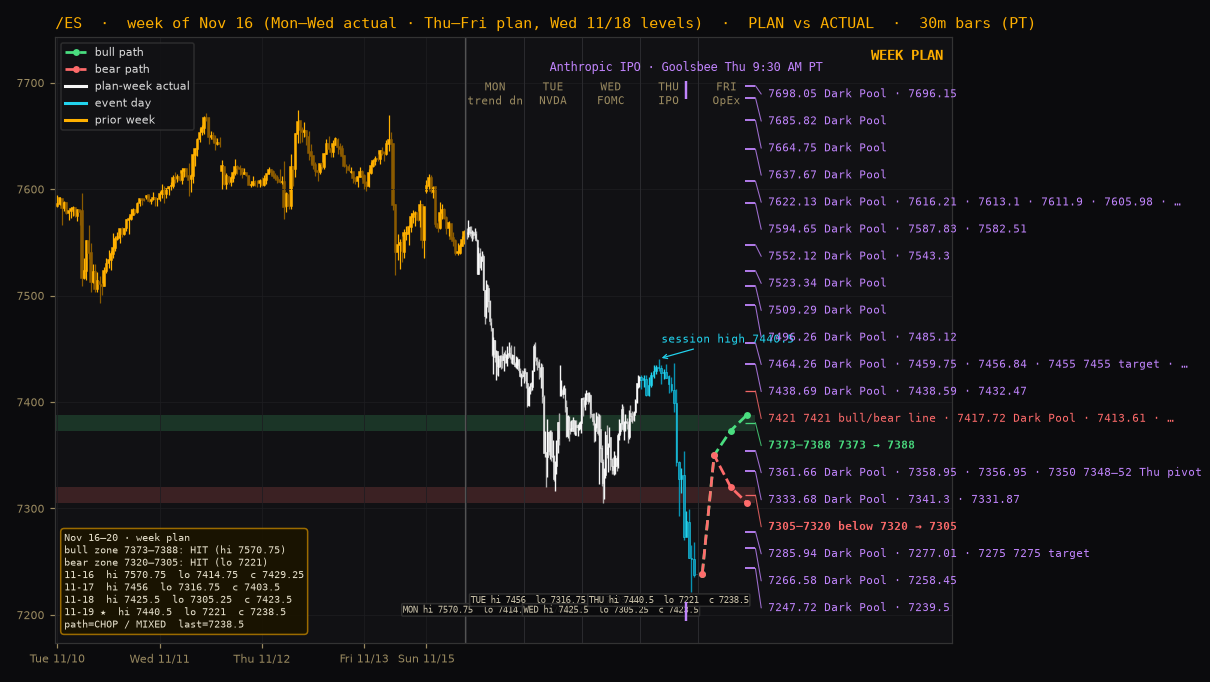 /ES · week of Nov 16 (Mon–Wed actual · Thu–Fri plan, Wed 11/18 levels) · PLAN vs ACTUAL · 30m bars (PT)
WEEK PLAN
Anthropic IPO · Goolsbee Thu 9:30 AM PT
bull path
bear path
plan-week actual
event day
prior week
MON
trend dn
TUE
NVDA
WED
FOMC
THU
IPO
FRI
OpEx
7700
7600
7500
7400
7300
7200
session high 7440.5
7698.05 Dark Pool · 7696.15
7685.82 Dark Pool
7664.75 Dark Pool
7637.67 Dark Pool
7622.13 Dark Pool · 7616.21 · 7613.1 · 7611.9 · 7605.98 · …
7594.65 Dark Pool · 7587.83 · 7582.51
7552.12 Dark Pool · 7543.3
7523.34 Dark Pool
7509.29 Dark Pool
7496.26 Dark Pool · 7485.12
7464.26 Dark Pool · 7459.75 · 7456.84 · 7455 7455 target · …
7438.69 Dark Pool · 7438.59 · 7432.47
7421 7421 bull/bear line · 7417.72 Dark Pool · 7413.61 · …
7373–7388 7373 → 7388
7361.66 Dark Pool · 7358.95 · 7356.95 · 7350 7348–52 Thu pivot
7333.68 Dark Pool · 7341.3 · 7331.87
7305–7320 below 7320 → 7305
7285.94 Dark Pool · 7277.01 · 7275 7275 target
7266.58 Dark Pool · 7258.45
7247.72 Dark Pool · 7239.5
Nov 16–20 · week plan
bull zone 7373–7388: HIT (hi 7570.75)
bear zone 7320–7305: HIT (lo 7221)
11-16 hi 7570.75 lo 7414.75 c 7429.25
11-17 hi 7456 lo 7316.75 c 7403.5
11-18 hi 7425.5 lo 7305.25 c 7423.5
11-19 ★ hi 7440.5 lo 7221 c 7238.5
path=CHOP / MIXED last=7238.5
TUE hi 7456 lo 7316.75
THU hi 7440.5 lo 7221 c 7238.5
MON hi 7570.75 lo 7414.
WED hi 7425.5 lo 7305.25 c 7423.5
Tue 11/10
Wed 11/11
Thu 11/12
Fri 11/13
Sun 11/15